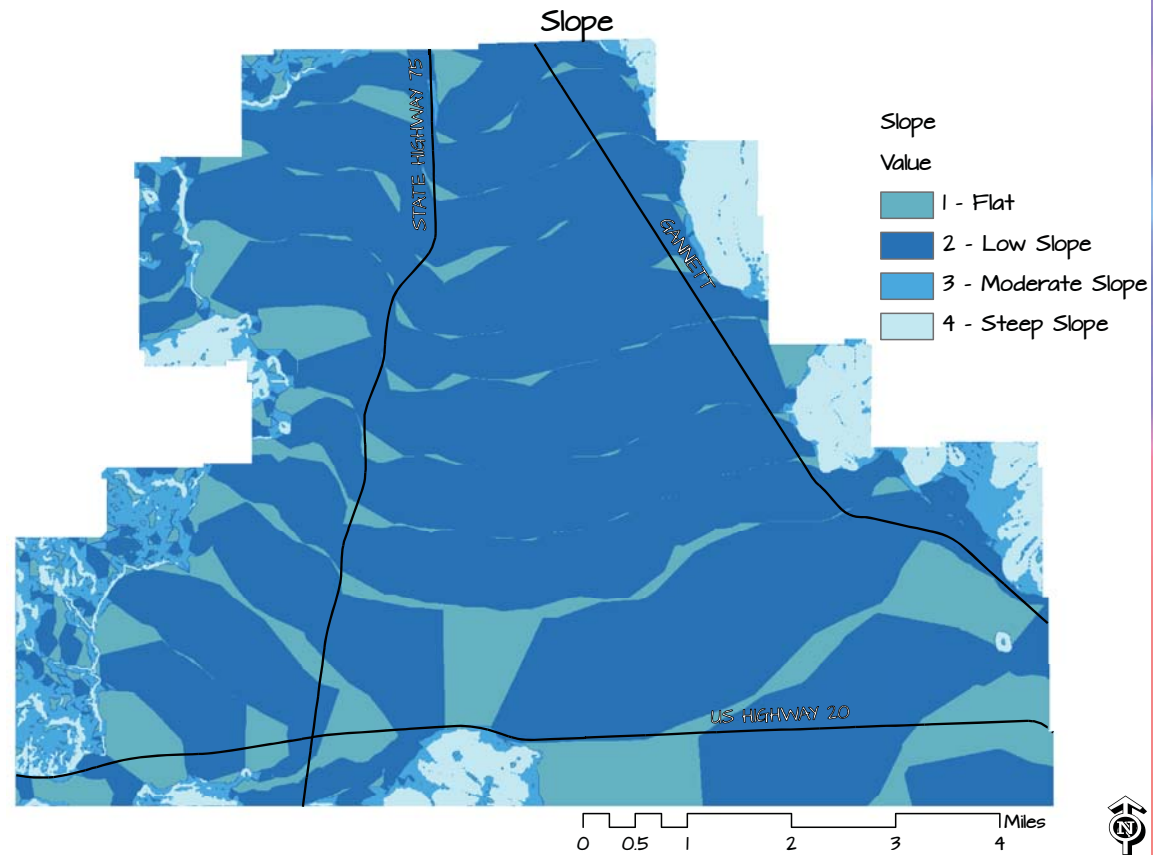 Slope
STATE HIGHWAY 75
GANNETT
US HIGHWAY 20
Slope
Value
1 - Flat
2 - Low Slope
3 - Moderate Slope
4 - Steep Slope
Miles
0 0.5 1 2 3 4
N